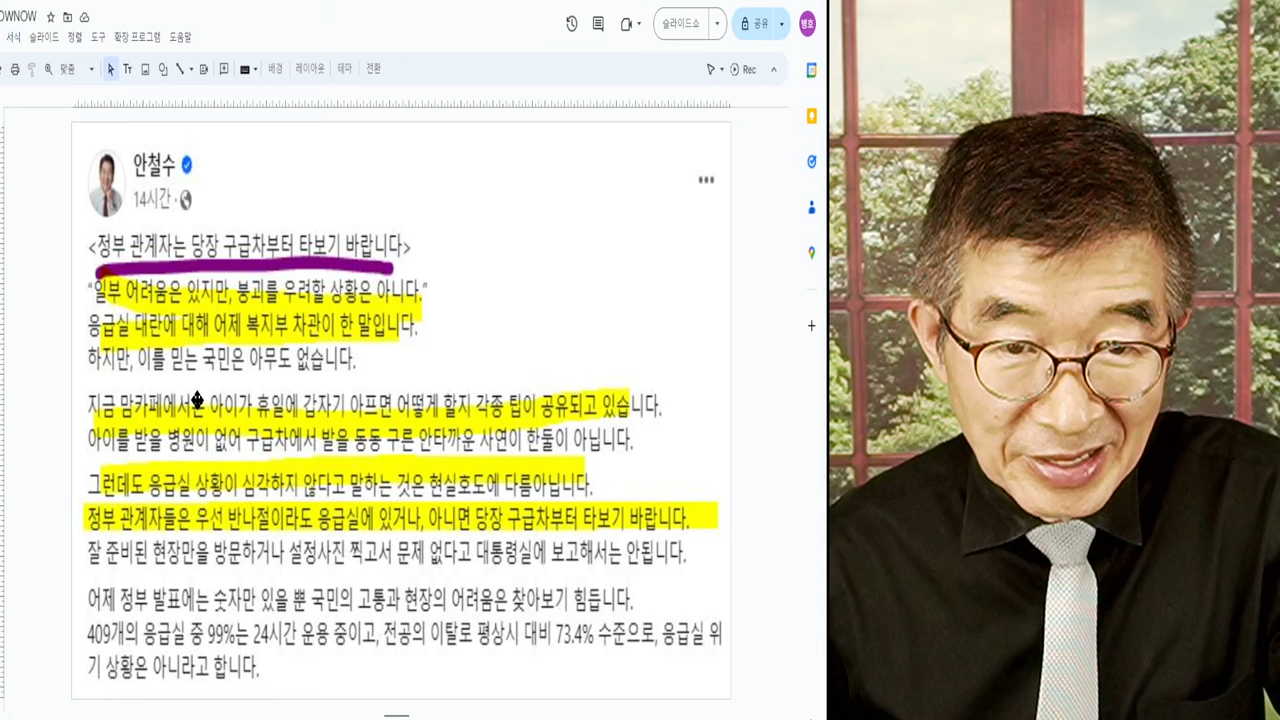 OWNOW
서식 슬라이드 정렬 도구 확장 프로그램 도움말
슬라이드쇼
공유
병호
맞춤
Tт
배경 레이아웃 테마 전환
Rec
안철수
14시간 ·
<정부 관계자는 당장 구급차부터 타보기 바랍니다>
“일부 어려움은 있지만, 붕괴를 우려할 상황은 아니다.”
응급실 대란에 대해 어제 복지부 차관이 한 말입니다.
하지만, 이를 믿는 국민은 아무도 없습니다.
지금 맘카페에서는 아이가 휴일에 갑자기 아프면 어떻게 할지 각종 팁이 공유되고 있습니다.
아이를 받을 병원이 없어 구급차에서 발을 동동 구른 안타까운 사연이 한둘이 아닙니다.
그런데도 응급실 상황이 심각하지 않다고 말하는 것은 현실호도에 다름아닙니다.
정부 관계자들은 우선 반나절이라도 응급실에 있거나, 아니면 당장 구급차부터 타보기 바랍니다.
잘 준비된 현장만을 방문하거나 설정사진 찍고서 문제 없다고 대통령실에 보고해서는 안됩니다.
어제 정부 발표에는 숫자만 있을 뿐 국민의 고통과 현장의 어려움은 찾아보기 힘듭니다.
409개의 응급실 중 99%는 24시간 운용 중이고, 전공의 이탈로 평상시 대비 73.4% 수준으로, 응급실 위
기 상황은 아니라고 합니다.